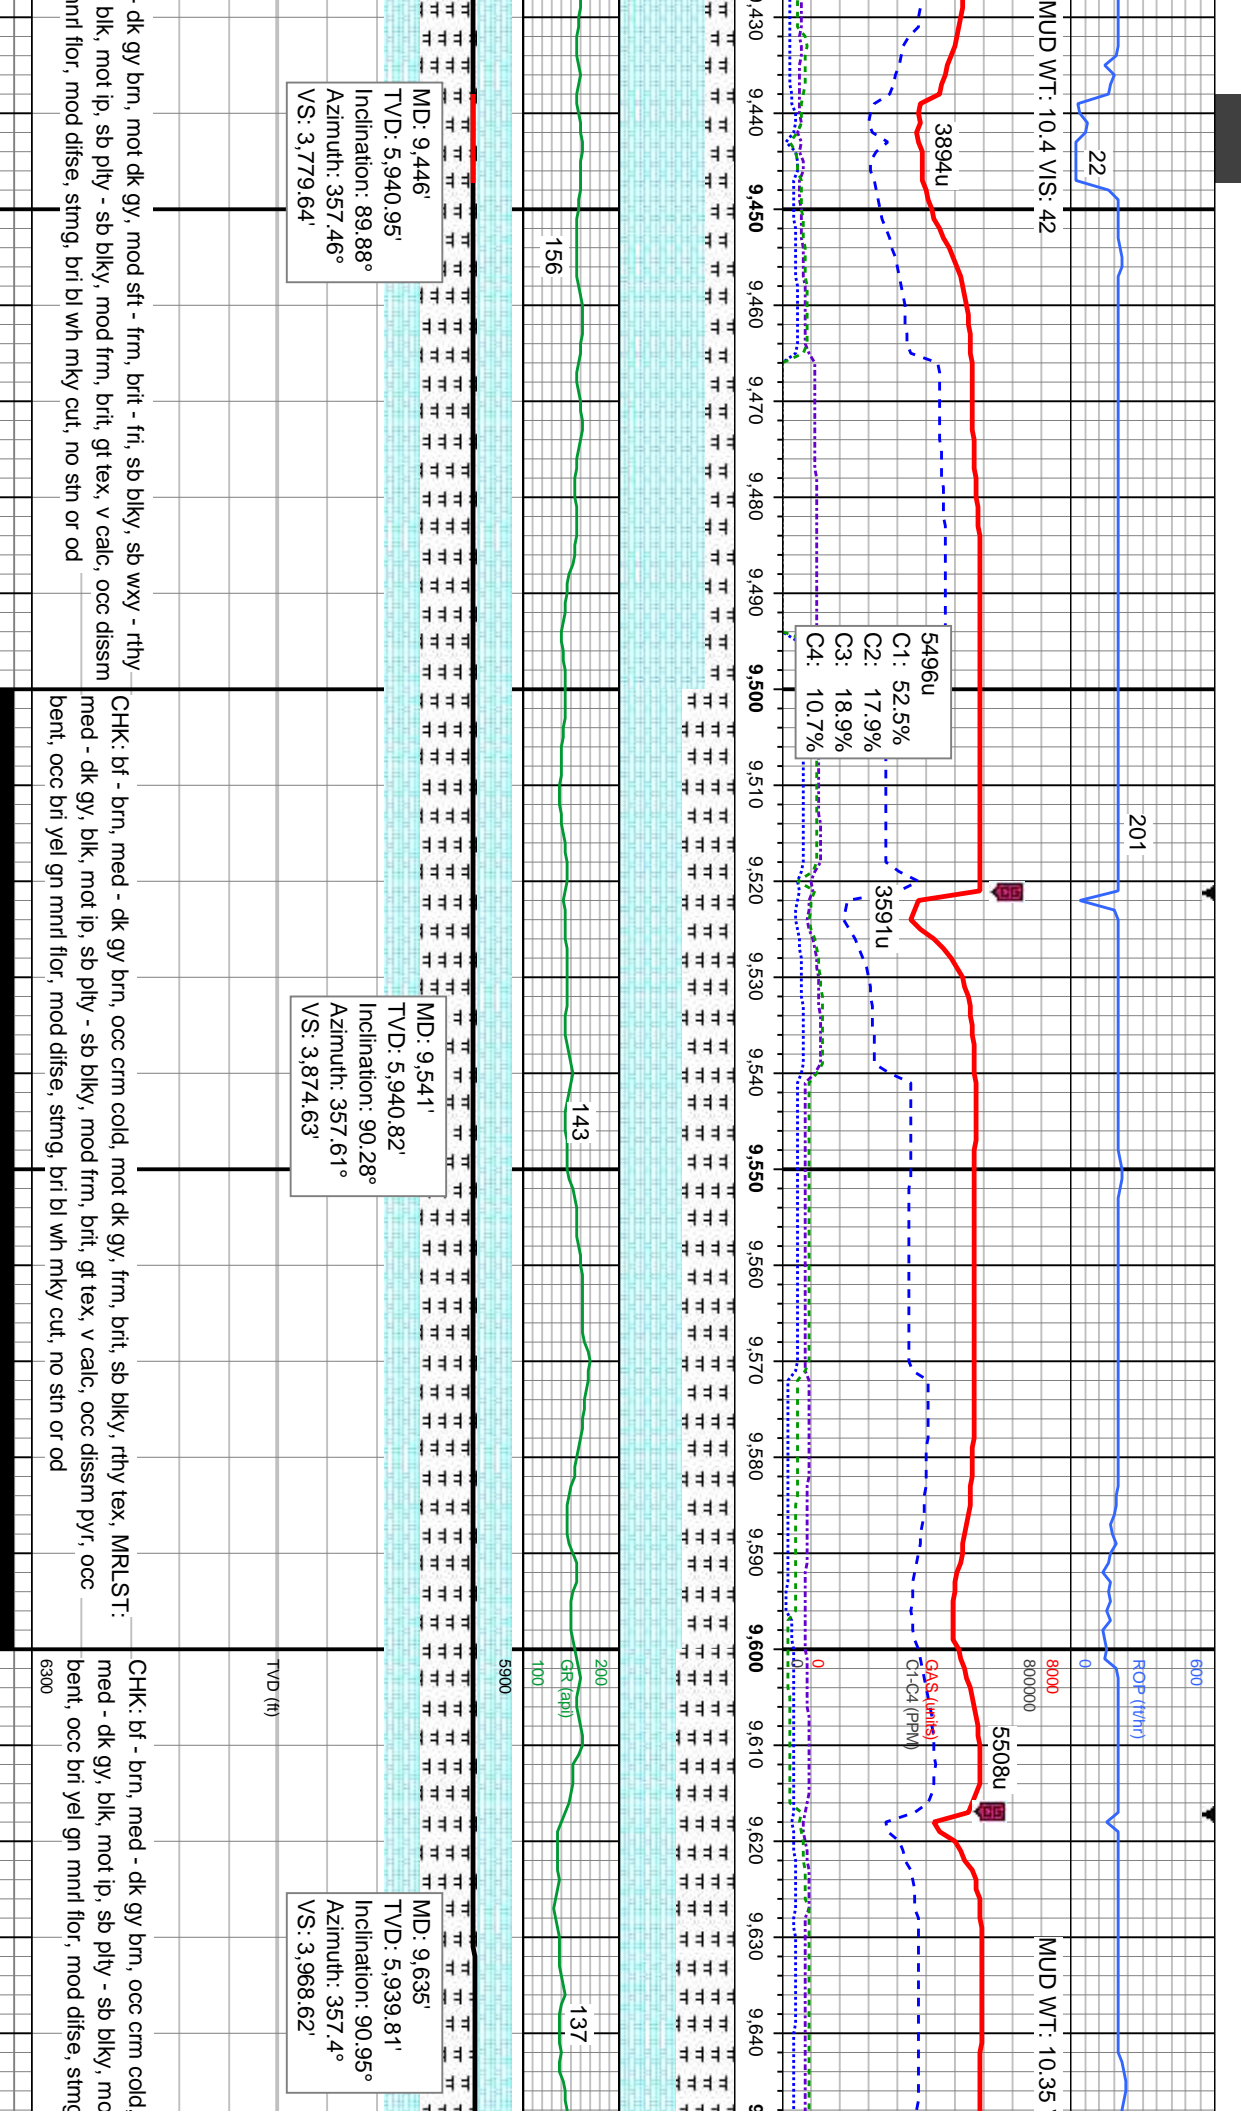 MUD WT: 10.4 VIS: 42
MUD WT: 10.35
22
201
ROP (ft/hr)
0
600
3894u
5496u
C1: 52.5%
C2: 17.9%
C3: 18.9%
C4: 10.7%
3591u
5508u
8000
800000
GAS (units)
C1-C4 (PPM)
0
0
9,430
9,440
9,450
9,460
9,470
9,480
9,490
9,500
9,510
9,520
9,530
9,540
9,550
9,560
9,570
9,580
9,590
9,600
9,610
9,620
9,630
9,640
156
143
137
200
GR (api)
100
5900
TVD (ft)
6300
MD: 9,446'
TVD: 5,940.95'
Inclination: 89.88°
Azimuth: 357.46°
VS: 3,779.64'
MD: 9,541'
TVD: 5,940.82'
Inclination: 90.28°
Azimuth: 357.61°
VS: 3,874.63'
MD: 9,635'
TVD: 5,939.81'
Inclination: 90.95°
Azimuth: 357.4°
VS: 3,968.62'
- dk gy brn, mot dk gy, mod sft - frm, brit - fri, sb blky, sb wxy - rthy
blk, mot ip, sb plty - sb blky, mod frm, brit, gt tex, v calc, occ dissm
mnrl flor, mod difse, stmg, bri bl wh mky cut, no stn or od
CHK: bf - brn, med - dk gy brn, occ crm cold, mot dk gy, frm, brit, sb blky, rthy tex, MRLST:
med - dk gy, blk, mot ip, sb plty - sb blky, mod frm, brit, gt tex, v calc, occ dissm pyr, occ
bent, occ bri yel gn mnrl flor, mod difse, stmg, bri bl wh mky cut, no stn or od
CHK: bf - brn, med - dk gy brn, occ crm cold,
med - dk gy, blk, mot ip, sb plty - sb blky, mo
bent, occ bri yel gn mnrl flor, mod difse, stmg